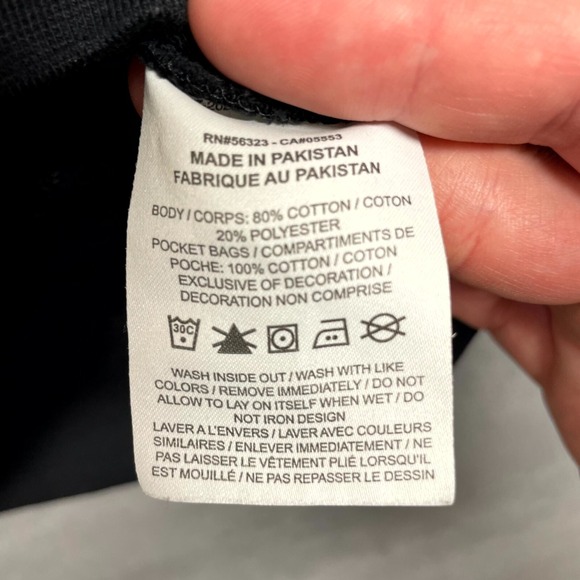 RN#56323 - CA#05553
MADE IN PAKISTAN
FABRIQUE AU PAKISTAN
BODY / CORPS: 80% COTTON / COTON
20% POLYESTER
POCKET BAGS / COMPARTIMENTS DE
POCHE: 100% COTTON / COTON
EXCLUSIVE OF DECORATION /
DECORATION NON COMPRISE
30C
WASH INSIDE OUT / WASH WITH LIKE
COLORS / REMOVE IMMEDIATELY / DO NOT
ALLOW TO LAY ON ITSELF WHEN WET / DO
NOT IRON DESIGN
LAVER A L'ENVERS / LAVER AVEC COULEURS
SIMILAIRES / ENLEVER IMMÉDIATEMENT / NE
PAS LAISSER LE VÊTEMENT PLIÉ LORSQU'IL
EST MOUILLÉ / NE PAS REPASSER LE DESSIN